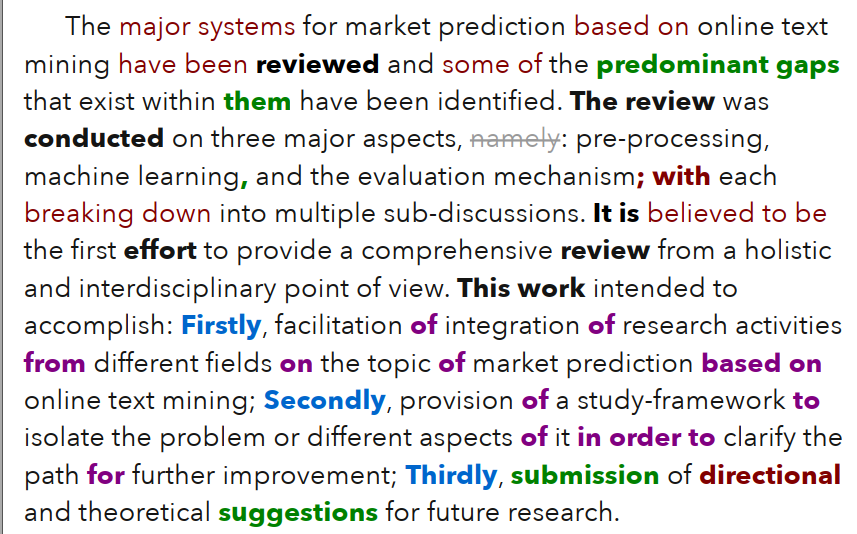 The major systems for market prediction based on online text
mining have been reviewed and some of the predominant gaps
that exist within them have been identified. The review was
conducted on three major aspects, namely: pre-processing,
machine learning, and the evaluation mechanism; with each
breaking down into multiple sub-discussions. It is believed to be
the first effort to provide a comprehensive review from a holistic
and interdisciplinary point of view. This work intended to
accomplish: Firstly, facilitation of integration of research activities
from different fields on the topic of market prediction based on
online text mining; Secondly, provision of a study-framework to
isolate the problem or different aspects of it in order to clarify the
path for further improvement; Thirdly, submission of directional
and theoretical suggestions for future research.